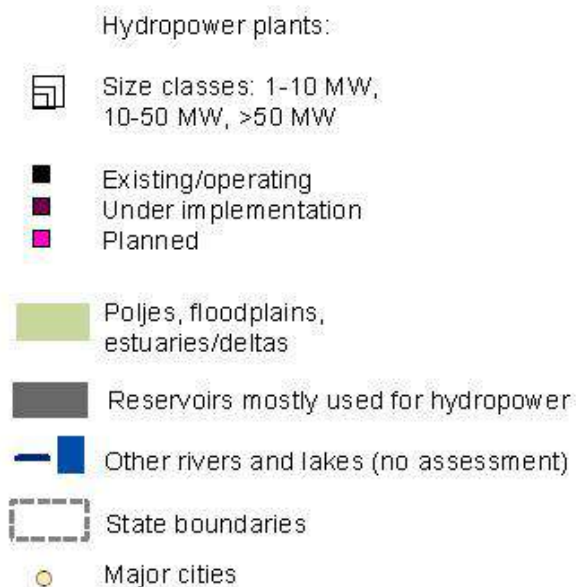 Hydropower plants:
Size classes: 1-10 MW,
10-50 MW, >50 MW
Existing/operating
Under implementation
Planned
Poljes, floodplains,
estuaries/deltas
Reservoirs mostly used for hydropower
Other rivers and lakes (no assessment)
State boundaries
Major cities